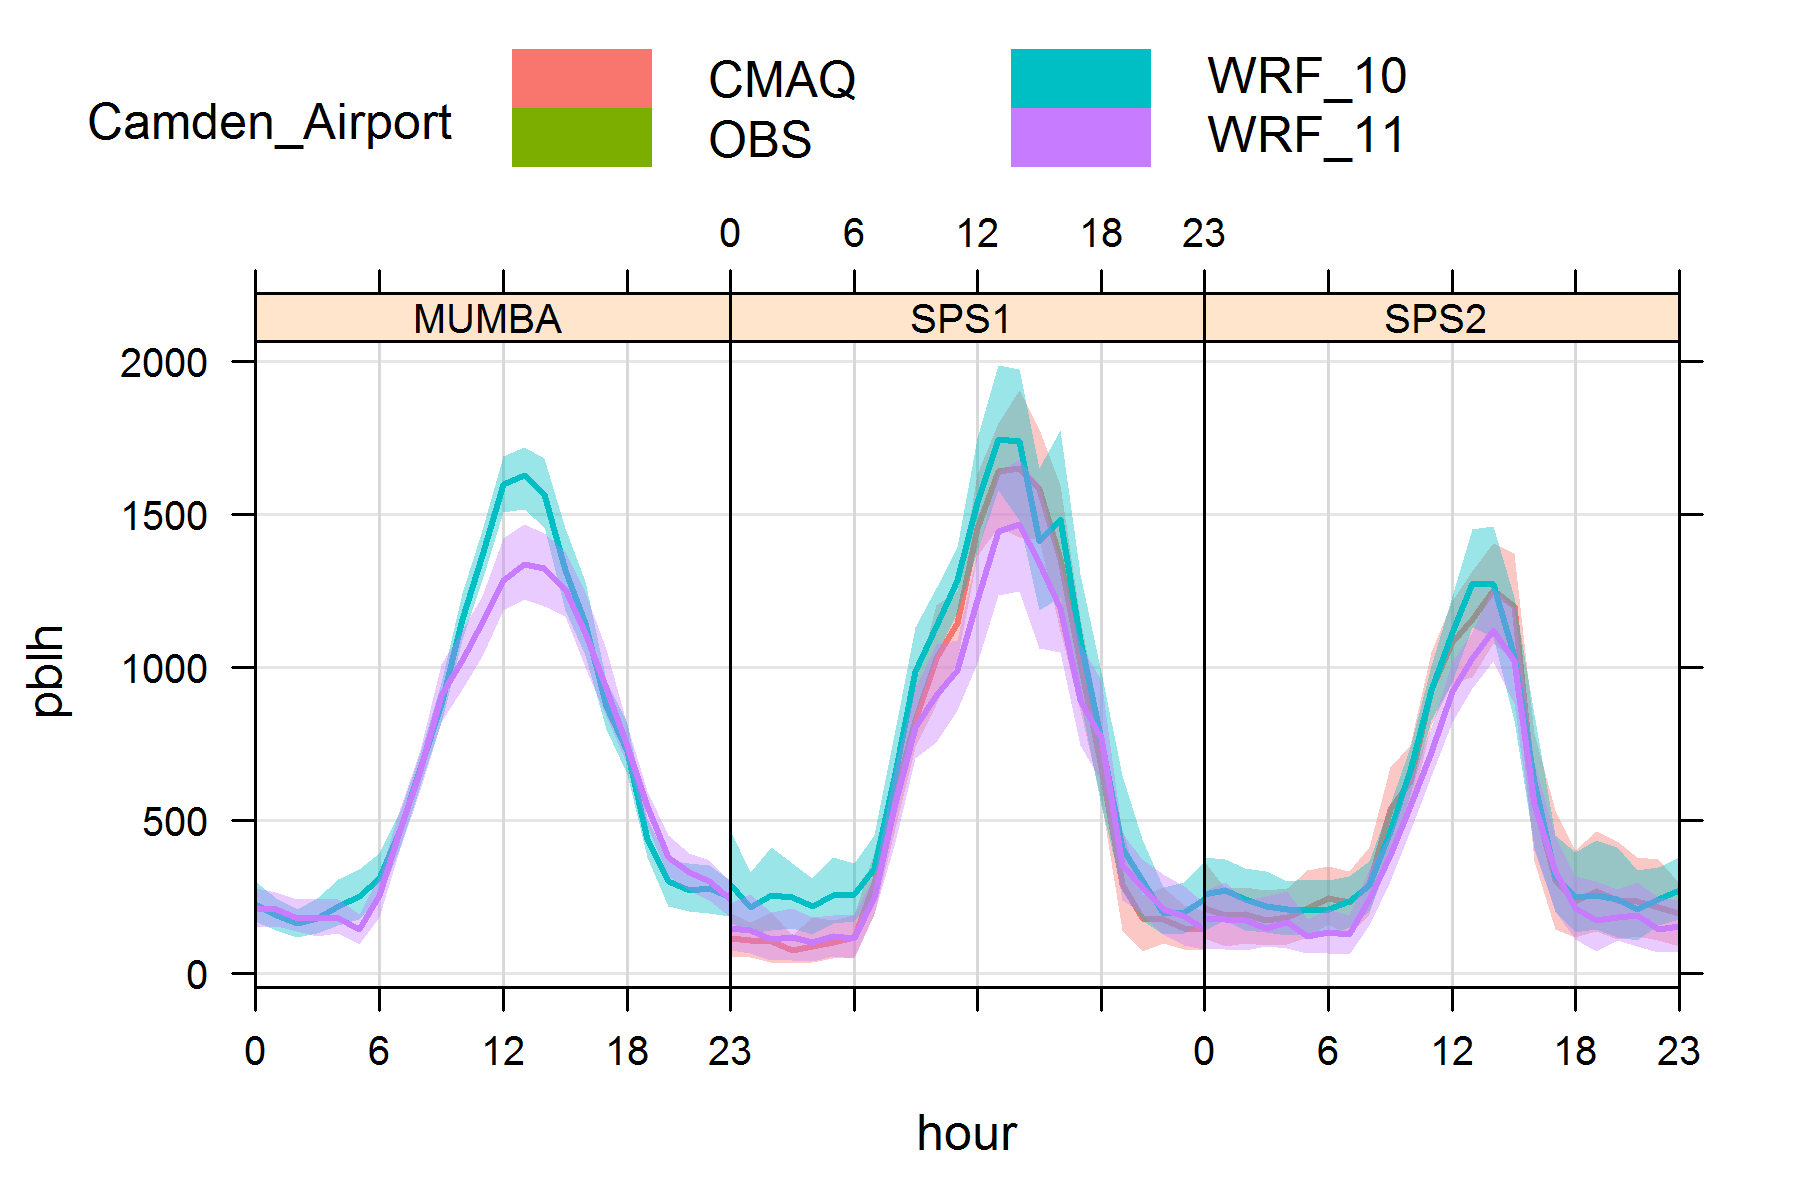 Camden_Airport
CMAQ
OBS
WRF_10
WRF_11
0 6 12 18 23
MUMBA SPS1 SPS2
2000
1500
1000
500
0
pblh
0 6 12 18 23 0 6 12 18 23
hour